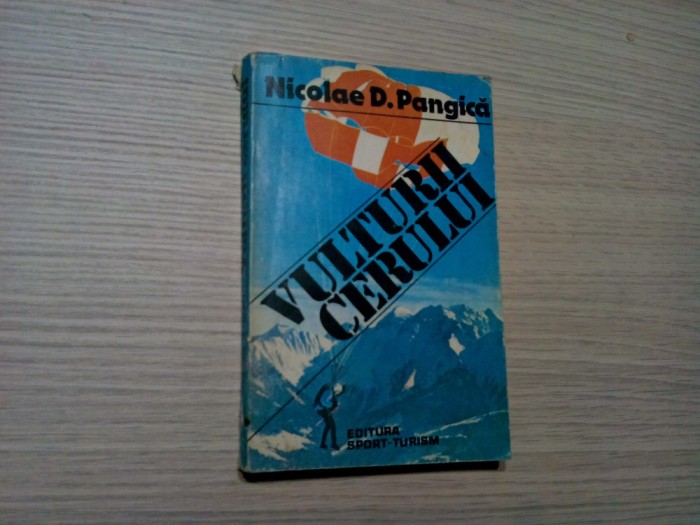 Nicolae D. Pangică
VULTURII
CERULUI
EDITURA
SPORT-TURISM